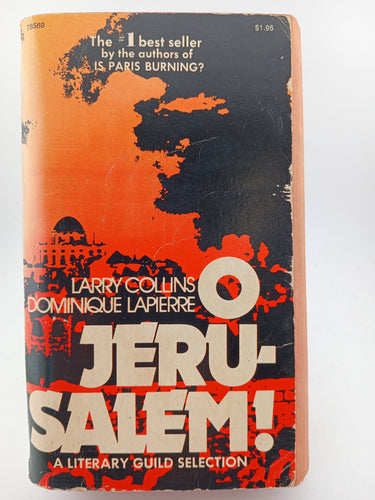 78589
$1.95
The #1 best seller
by the authors of
IS PARIS BURNING?
LARRY COLLINS
DOMINIQUE LAPIERRE
O
JERU-
SALEM!
A LITERARY GUILD SELECTION